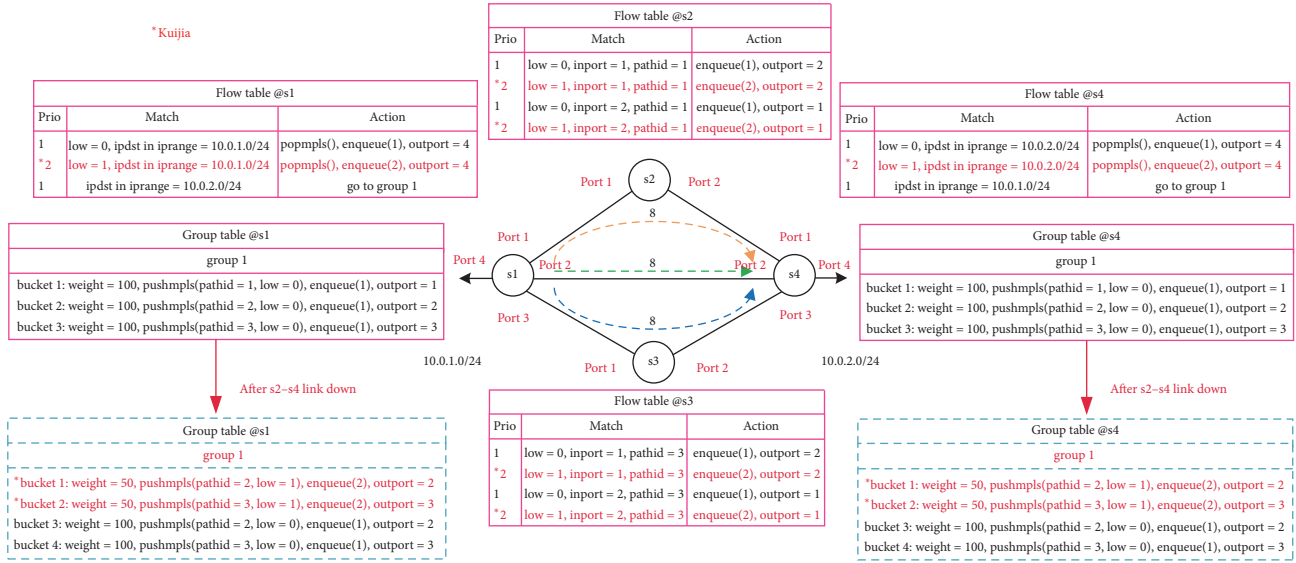 *Kuijia
Flow table @s2
Prio Match Action
1 low = 0, inport = 1, pathid = 1 enqueue(1), outport = 2
*2 low = 1, inport = 1, pathid = 1 enqueue(2), outport = 2
1 low = 0, inport = 2, pathid = 1 enqueue(1), outport = 1
*2 low = 1, inport = 2, pathid = 1 enqueue(2), outport = 1
Flow table @s1
Prio Match Action
1 low = 0, ipdst in iprange = 10.0.1.0/24 popmpls(), enqueue(1), outport = 4
*2 low = 1, ipdst in iprange = 10.0.1.0/24 popmpls(), enqueue(2), outport = 4
1 ipdst in iprange = 10.0.2.0/24 go to group 1
Flow table @s4
Prio Match Action
1 low = 0, ipdst in iprange = 10.0.2.0/24 popmpls(), enqueue(1), outport = 4
*2 low = 1, ipdst in iprange = 10.0.2.0/24 popmpls(), enqueue(2), outport = 4
1 ipdst in iprange = 10.0.1.0/24 go to group 1
Group table @s1
group 1
bucket 1: weight = 100, pushmpls(pathid = 1, low = 0), enqueue(1), outport = 1
bucket 2: weight = 100, pushmpls(pathid = 2, low = 0), enqueue(1), outport = 2
bucket 3: weight = 100, pushmpls(pathid = 3, low = 0), enqueue(1), outport = 3
After s2–s4 link down
Group table @s1
group 1
*bucket 1: weight = 50, pushmpls(pathid = 2, low = 1), enqueue(2), outport = 2
*bucket 2: weight = 50, pushmpls(pathid = 3, low = 1), enqueue(2), outport = 3
bucket 3: weight = 100, pushmpls(pathid = 2, low = 0), enqueue(1), outport = 2
bucket 4: weight = 100, pushmpls(pathid = 3, low = 0), enqueue(1), outport = 3
Port 1 s2 Port 2
8
Port 1 Port 1
Port 4 s1 Port 2 8 Port 2 s4 Port 4
Port 3 8 Port 3
10.0.1.0/24 Port 1 s3 Port 2 10.0.2.0/24
Flow table @s3
Prio Match Action
1 low = 0, inport = 1, pathid = 3 enqueue(1), outport = 2
*2 low = 1, inport = 1, pathid = 3 enqueue(2), outport = 2
1 low = 0, inport = 2, pathid = 3 enqueue(1), outport = 1
*2 low = 1, inport = 2, pathid = 3 enqueue(2), outport = 1
Group table @s4
group 1
bucket 1: weight = 100, pushmpls(pathid = 1, low = 0), enqueue(1), outport = 1
bucket 2: weight = 100, pushmpls(pathid = 2, low = 0), enqueue(1), outport = 2
bucket 3: weight = 100, pushmpls(pathid = 3, low = 0), enqueue(1), outport = 3
After s2–s4 link down
Group table @s4
group 1
*bucket 1: weight = 50, pushmpls(pathid = 2, low = 1), enqueue(2), outport = 2
*bucket 2: weight = 50, pushmpls(pathid = 3, low = 1), enqueue(2), outport = 3
bucket 3: weight = 100, pushmpls(pathid = 2, low = 0), enqueue(1), outport = 2
bucket 4: weight = 100, pushmpls(pathid = 3, low = 0), enqueue(1), outport = 3